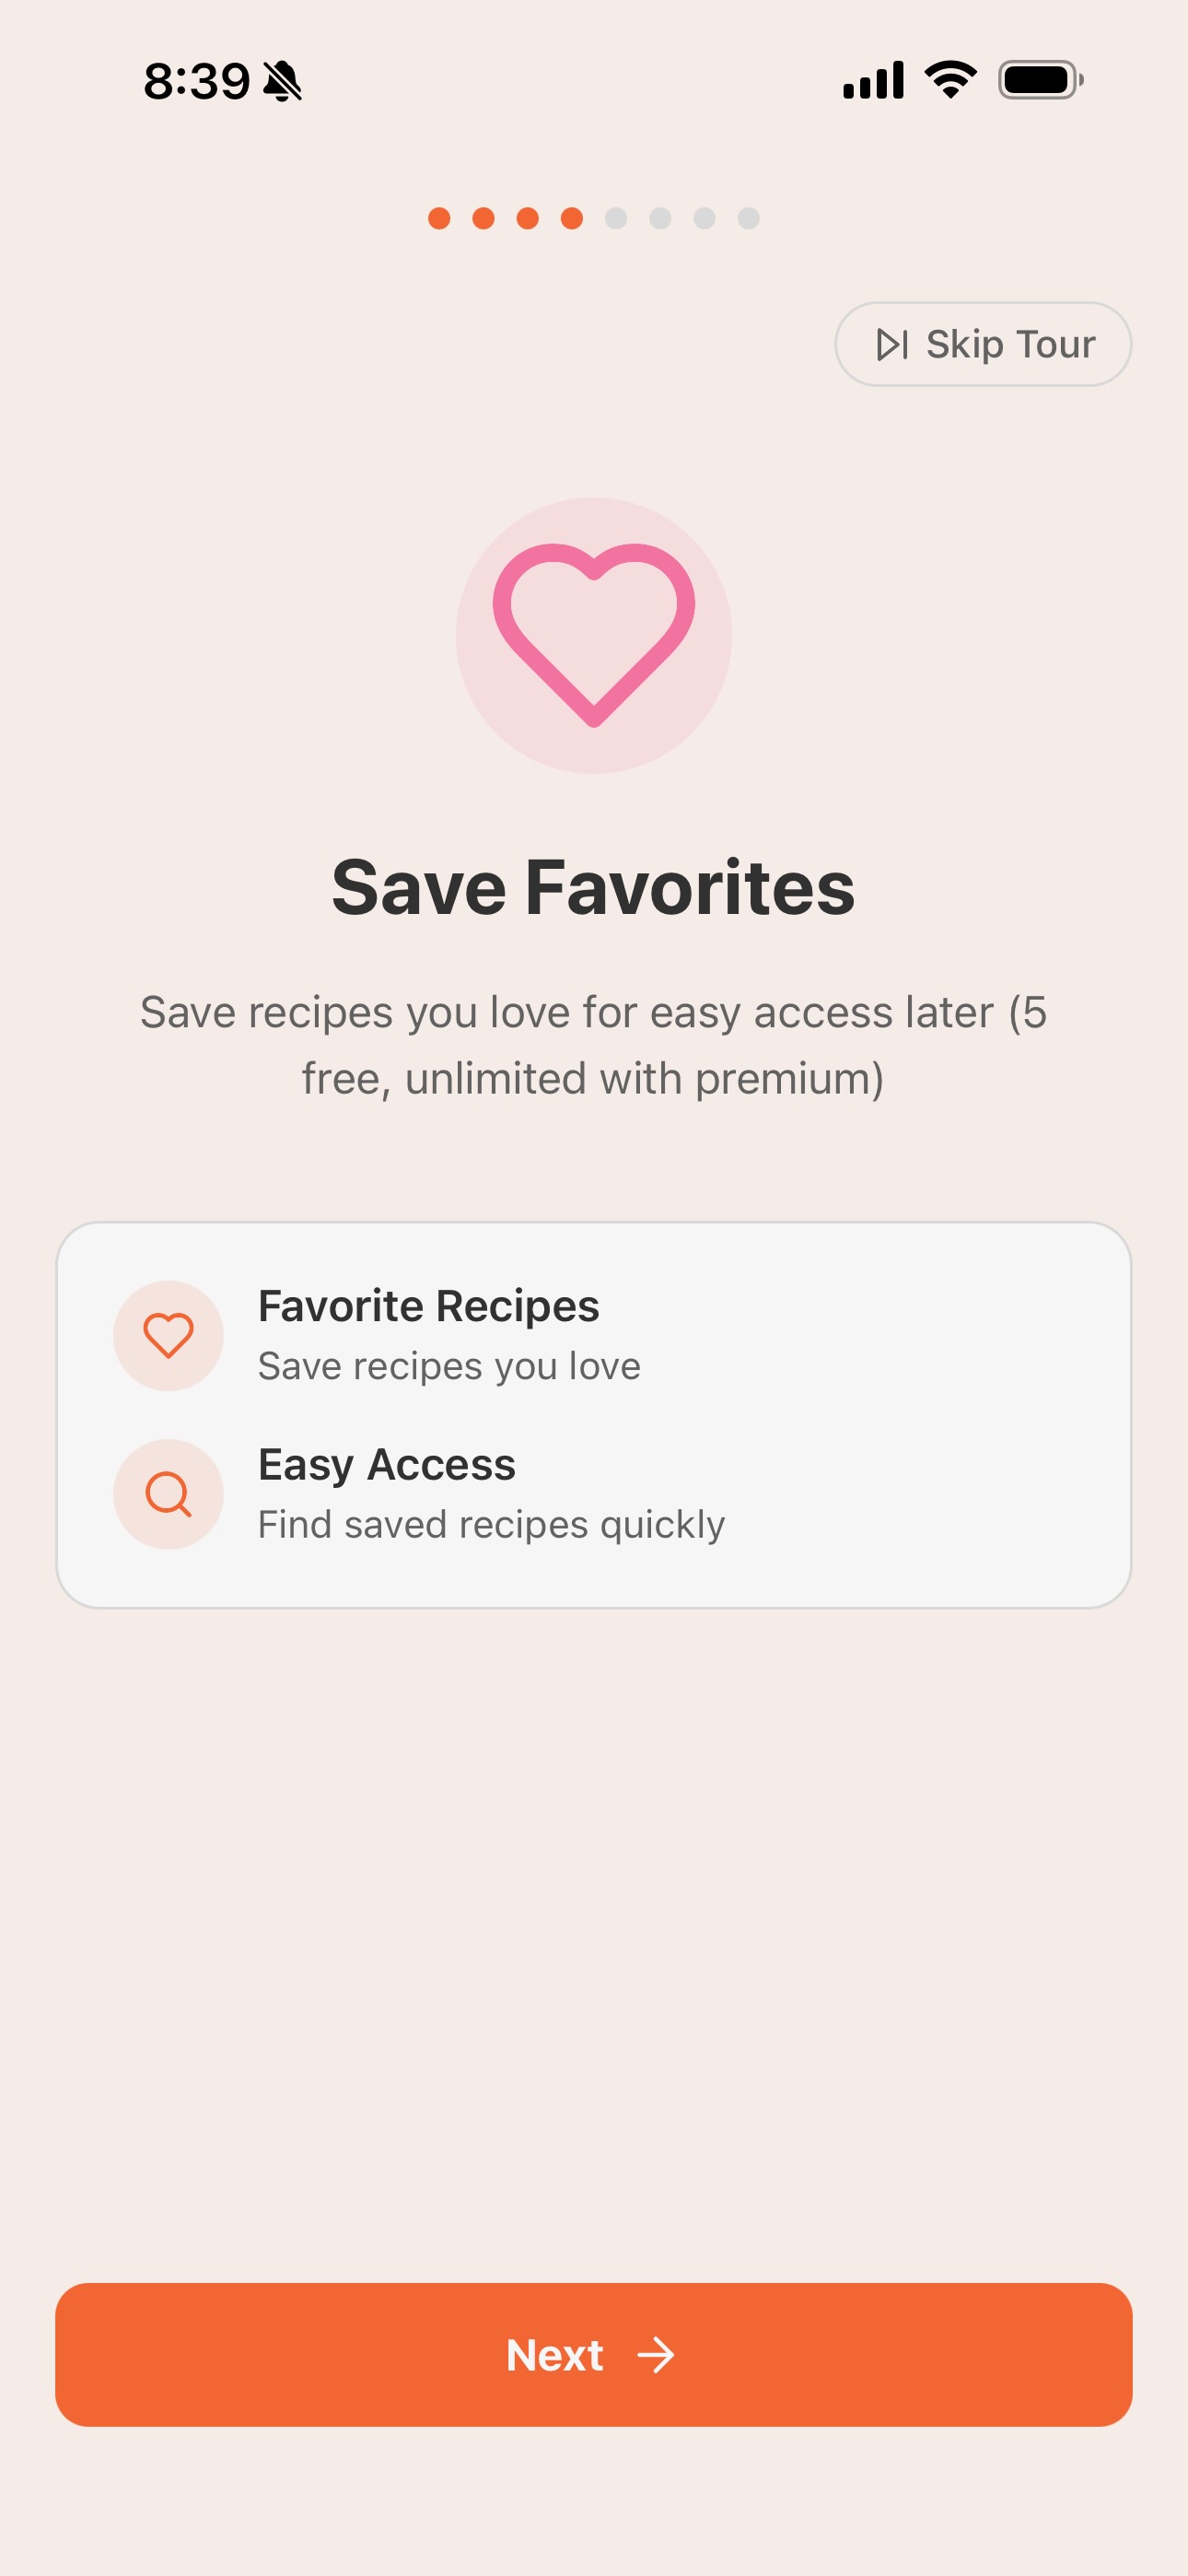 8:39
Skip Tour
Save Favorites
Save recipes you love for easy access later (5
free, unlimited with premium)
Favorite Recipes
Save recipes you love
Easy Access
Find saved recipes quickly
Next